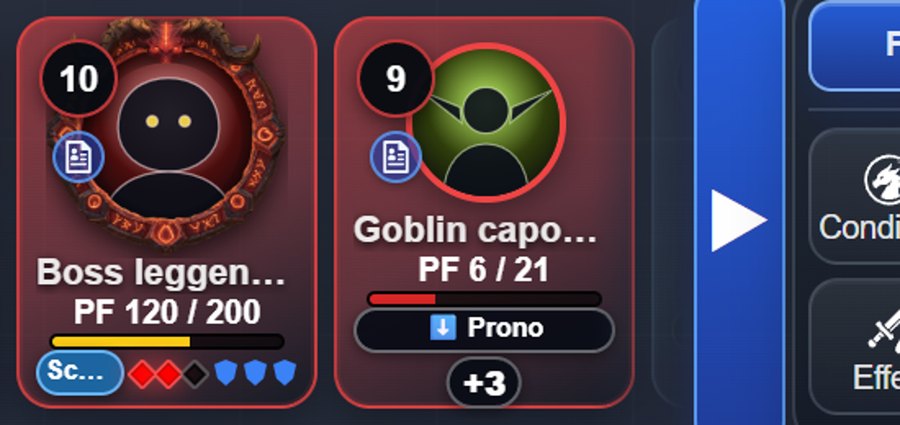 10
Boss leggen...
PF 120 / 200
Sc...
9
Goblin capo...
PF 6 / 21
Prono
+3
F
Condi
Effe